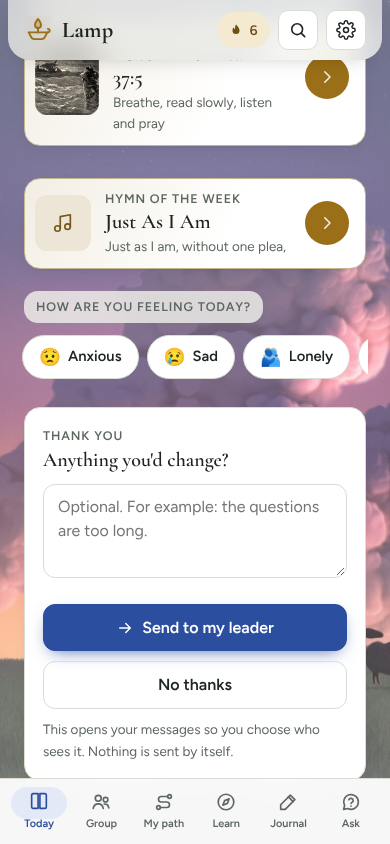 Lamp
6
37:5
Breathe, read slowly, listen
and pray
HYMN OF THE WEEK
Just As I Am
Just as I am, without one plea,
HOW ARE YOU FEELING TODAY?
Anxious
Sad
Lonely
THANK YOU
Anything you'd change?
Optional. For example: the questions
are too long.
Send to my leader
No thanks
This opens your messages so you choose who
sees it. Nothing is sent by itself.
Today
Group
My path
Learn
Journal
Ask